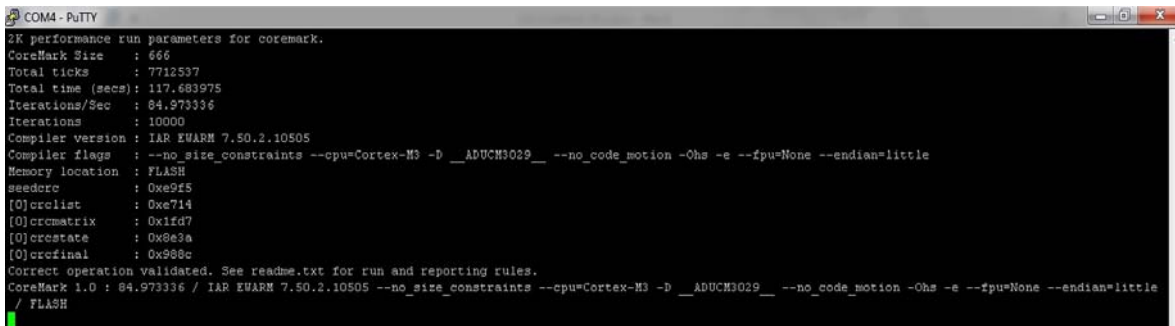 COM4 - PuTTY
2K performance run parameters for coremark.
CoreMark Size : 666
Total ticks : 7712537
Total time (secs): 117.683975
Iterations/Sec : 84.973336
Iterations : 10000
Compiler version : IAR EWARM 7.50.2.10505
Compiler flags : --no_size_constraints --cpu=Cortex-M3 -D __ADUCM3029__ --no_code_motion -Ohs -e --fpu=None --endian=little
Memory location : FLASH
seedcrc : 0xe9f5
[0]crclist : 0xe714
[0]crcmatrix : 0x1fd7
[0]crcstate : 0x8e3a
[0]crcfinal : 0x988c
Correct operation validated. See readme.txt for run and reporting rules.
CoreMark 1.0 : 84.973336 / IAR EWARM 7.50.2.10505 --no_size_constraints --cpu=Cortex-M3 -D __ADUCM3029__ --no_code_motion -Ohs -e --fpu=None --endian=little
/ FLASH